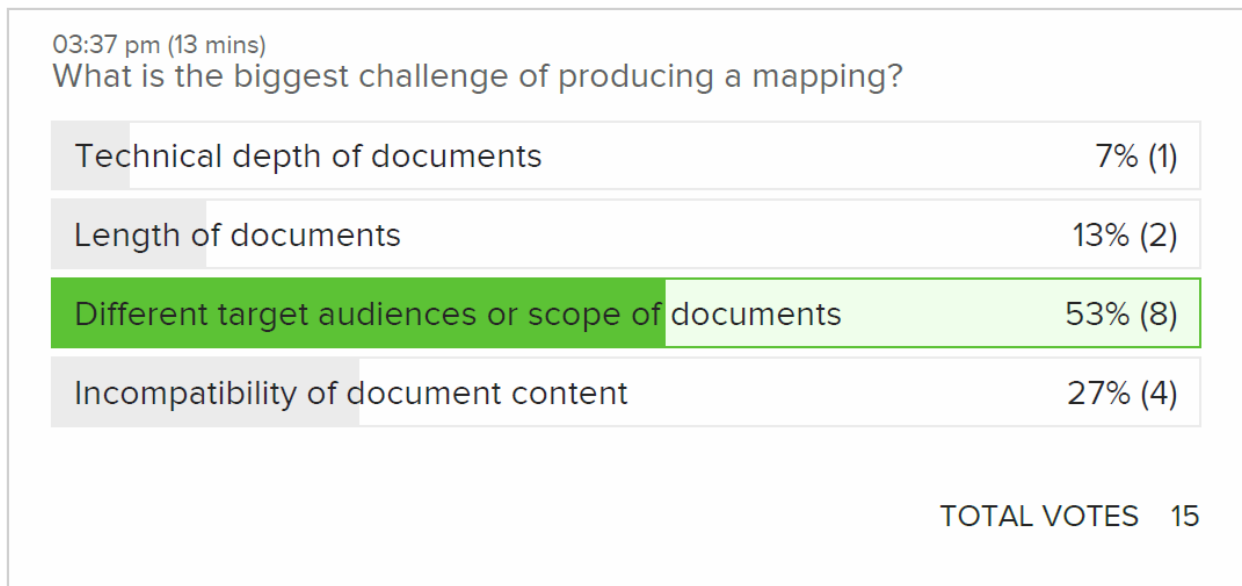 03:37 pm (13 mins)
What is the biggest challenge of producing a mapping?
Technical depth of documents 7% (1)
Length of documents 13% (2)
Different target audiences or scope of documents 53% (8)
Incompatibility of document content 27% (4)
TOTAL VOTES 15